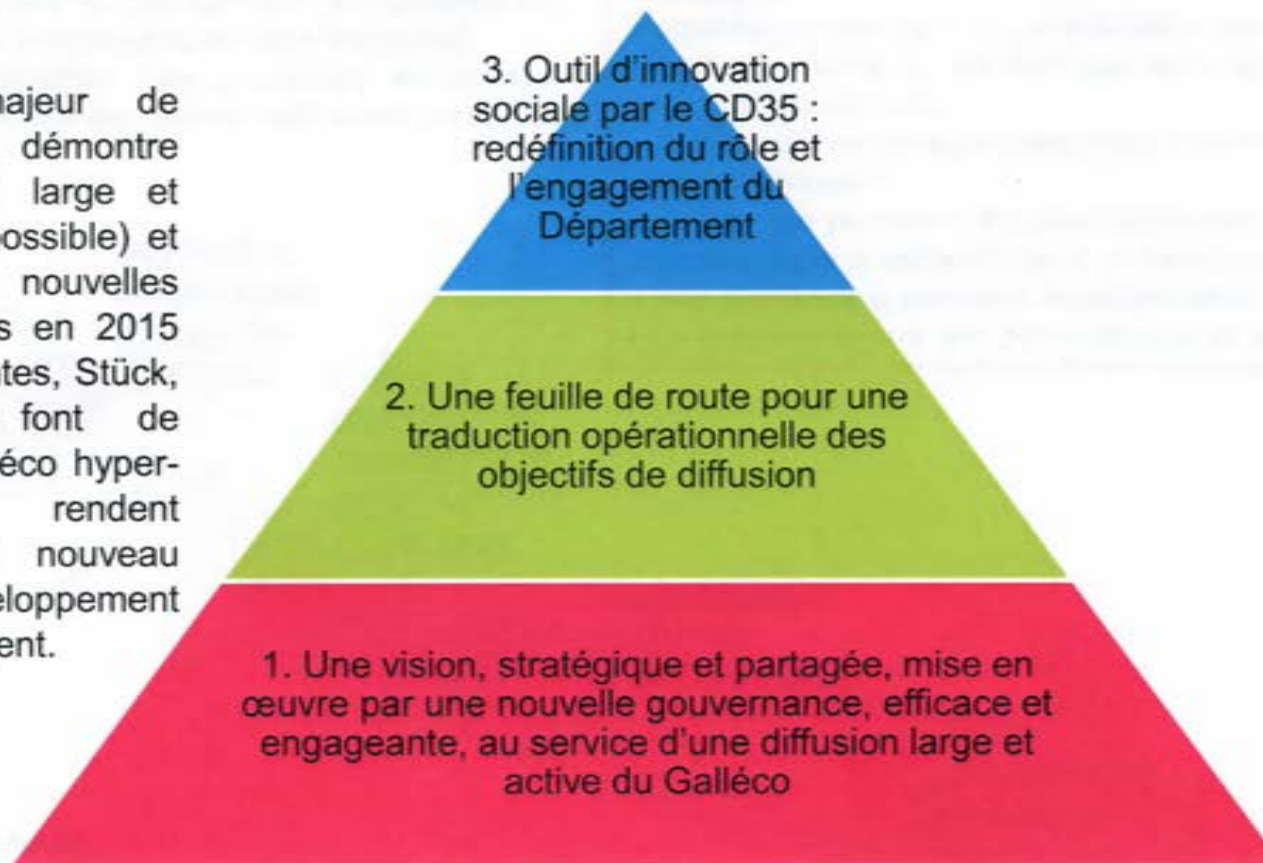 majeur de
démontre
large et
possible) et
nouvelles
s en 2015
tes, Stück,
font de
éco hyper-
rendent
nouveau
eloppement
ent.
3. Outil d'innovation
sociale par le CD35 :
redéfinition du rôle et
l'engagement du
Département
2. Une feuille de route pour une
traduction opérationnelle des
objectifs de diffusion
1. Une vision, stratégique et partagée, mise en
œuvre par une nouvelle gouvernance, efficace et
engageante, au service d'une diffusion large et
active du Galléco